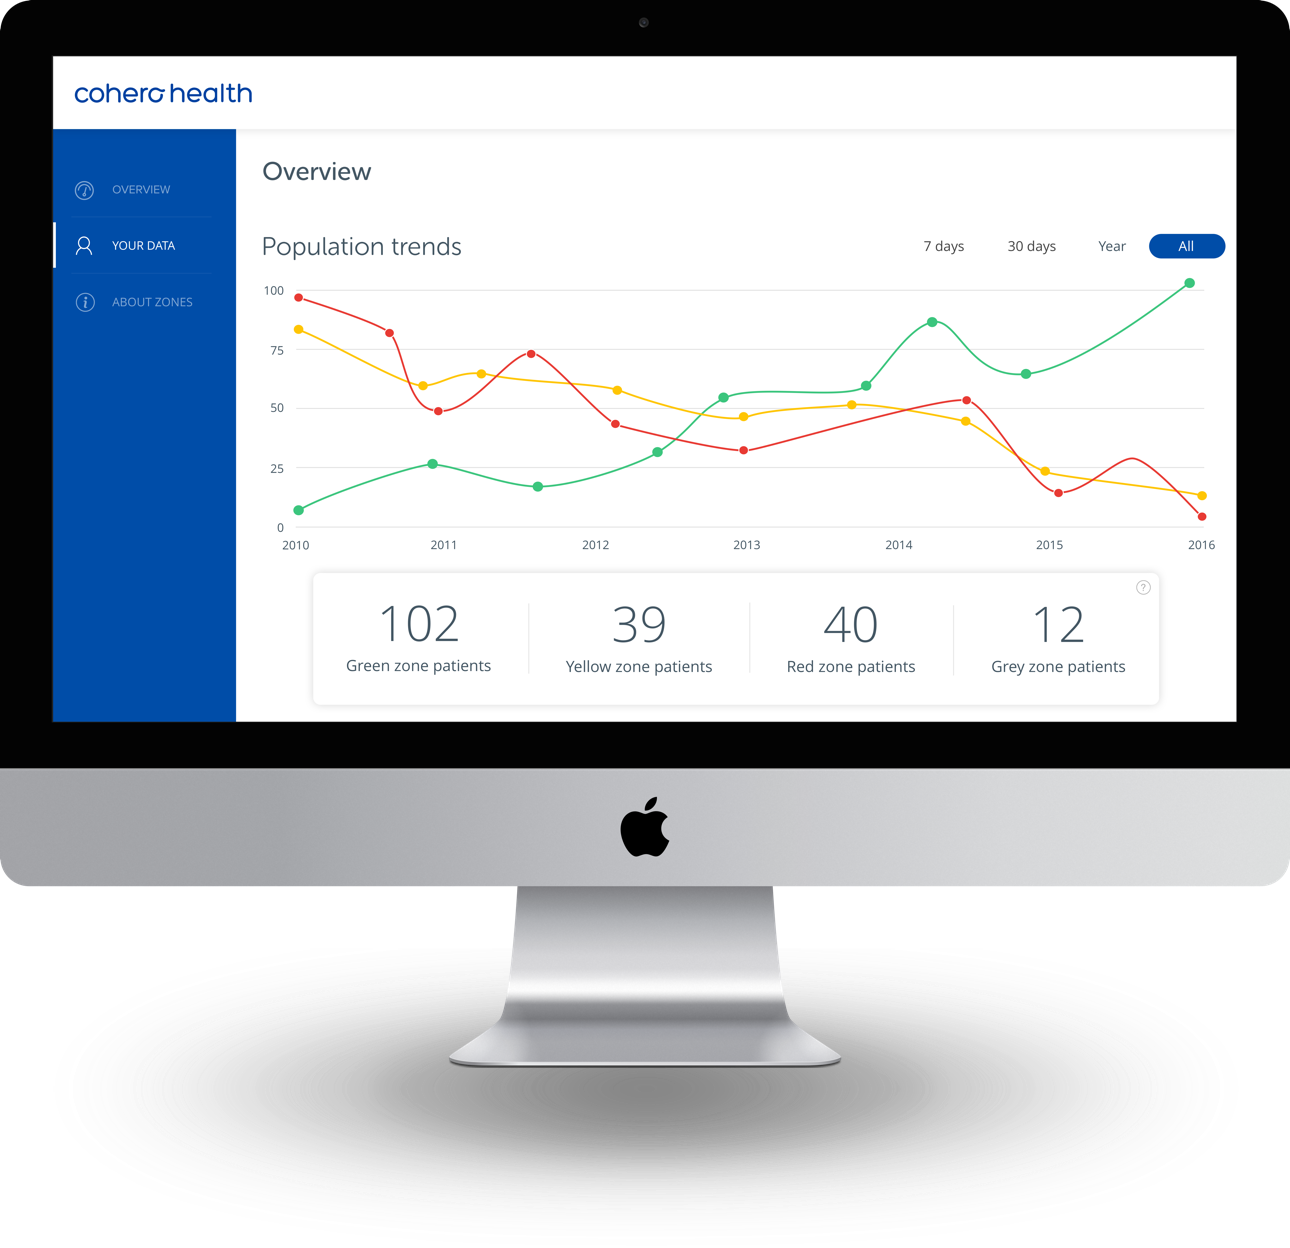 cohero health
OVERVIEW
YOUR DATA
ABOUT ZONES
Overview
Population trends
7 days 30 days Year All
100
75
50
25
0
2010 2011 2012 2013 2014 2015 2016
?
102 39 40 12
Green zone patients Yellow zone patients Red zone patients Grey zone patients